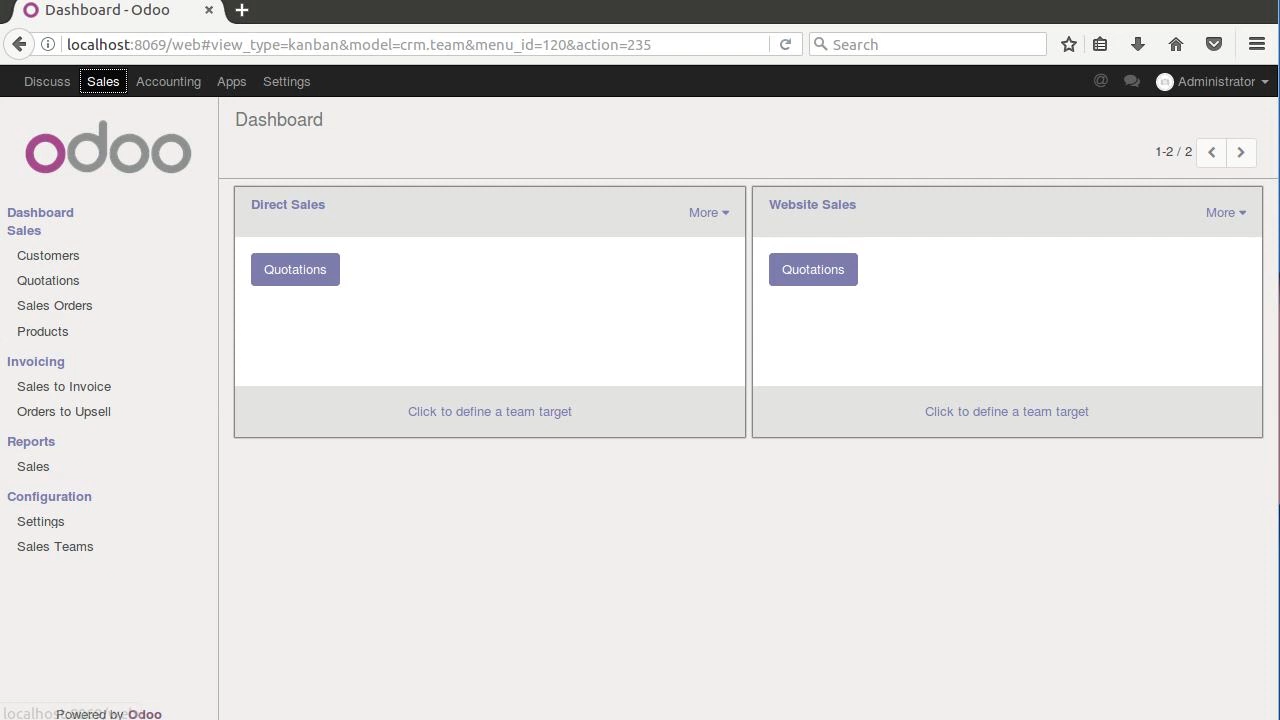 Dashboard - Odoo
localhost:8069/web#view_type=kanban&model=crm.team&menu_id=120&action=235
Search
Discuss Sales Accounting Apps Settings
Administrator
odoo
Dashboard
1-2 / 2
Dashboard
Sales
Customers
Quotations
Sales Orders
Products
Invoicing
Sales to Invoice
Orders to Upsell
Reports
Sales
Configuration
Settings
Sales Teams
Direct Sales
More
Quotations
Click to define a team target
Website Sales
More
Quotations
Click to define a team target
Powered by Odoo